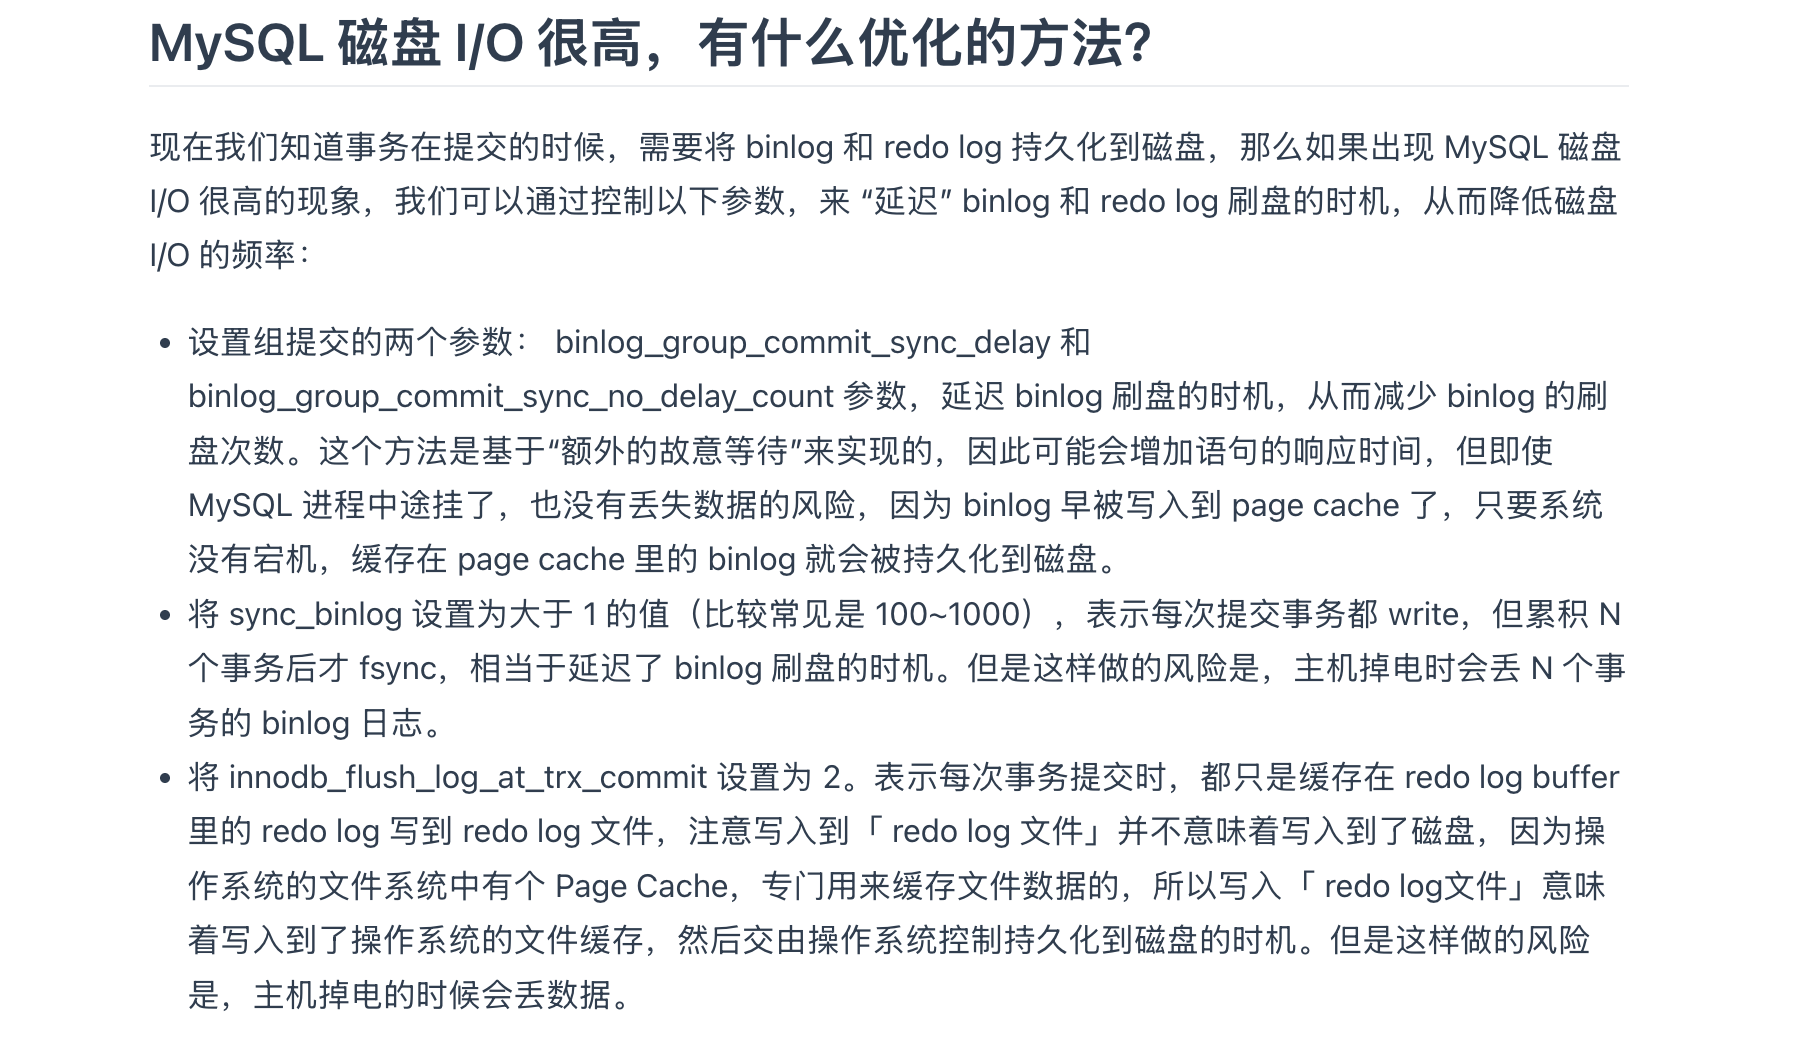 MySQL 磁盘 I/O 很高，有什么优化的方法？
现在我们知道事务在提交的时候，需要将 binlog 和 redo log 持久化到磁盘，那么如果出现 MySQL 磁盘
I/O 很高的现象，我们可以通过控制以下参数，来 “延迟” binlog 和 redo log 刷盘的时机，从而降低磁盘
I/O 的频率：
• 设置组提交的两个参数： binlog_group_commit_sync_delay 和
binlog_group_commit_sync_no_delay_count 参数，延迟 binlog 刷盘的时机，从而减少 binlog 的刷
盘次数。这个方法是基于“额外的故意等待”来实现的，因此可能会增加语句的响应时间，但即使
MySQL 进程中途挂了，也没有丢失数据的风险，因为 binlog 早被写入到 page cache 了，只要系统
没有宕机，缓存在 page cache 里的 binlog 就会被持久化到磁盘。
• 将 sync_binlog 设置为大于 1 的值（比较常见是 100~1000），表示每次提交事务都 write，但累积 N
个事务后才 fsync，相当于延迟了 binlog 刷盘的时机。但是这样做的风险是，主机掉电时会丢 N 个事
务的 binlog 日志。
• 将 innodb_flush_log_at_trx_commit 设置为 2。表示每次事务提交时，都只是缓存在 redo log buffer
里的 redo log 写到 redo log 文件，注意写入到「 redo log 文件」并不意味着写入到了磁盘，因为操
作系统的文件系统中有个 Page Cache，专门用来缓存文件数据的，所以写入「 redo log文件」意味
着写入到了操作系统的文件缓存，然后交由操作系统控制持久化到磁盘的时机。但是这样做的风险
是，主机掉电的时候会丢数据。